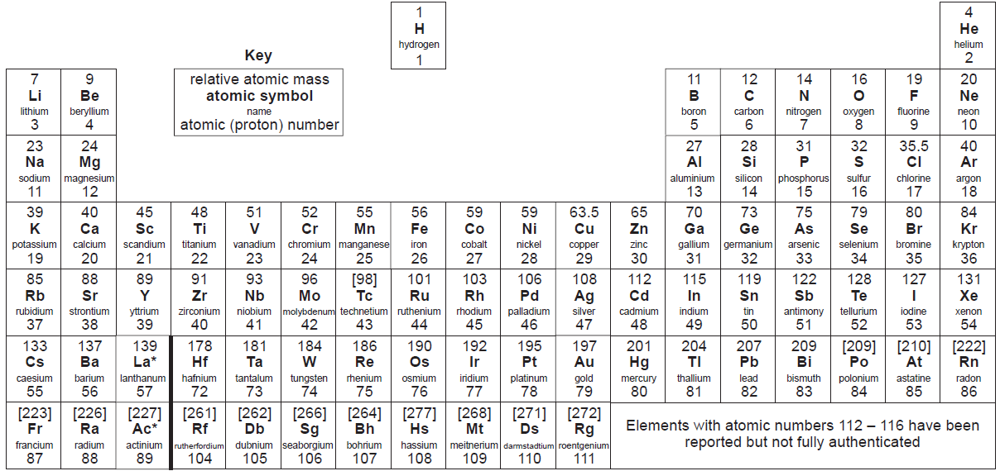 1 4
H He
hydrogen helium
1 2
Key
relative atomic mass
atomic symbol
name
atomic (proton) number
7 9 11 12 14 16 19 20
Li Be B C N O F Ne
lithium beryllium boron carbon nitrogen oxygen fluorine neon
3 4 5 6 7 8 9 10
23 24 27 28 31 32 35.5 40
Na Mg Al Si P S Cl Ar
sodium magnesium aluminium silicon phosphorus sulfur chlorine argon
11 12 13 14 15 16 17 18
39 40 45 48 51 52 55 56 59 59 63.5 65 70 73 75 79 80 84
K Ca Sc Ti V Cr Mn Fe Co Ni Cu Zn Ga Ge As Se Br Kr
potassium calcium scandium titanium vanadium chromium manganese iron cobalt nickel copper zinc gallium germanium arsenic selenium bromine krypton
19 20 21 22 23 24 25 26 27 28 29 30 31 32 33 34 35 36
85 88 89 91 93 96 [98] 101 103 106 108 112 115 119 122 128 127 131
Rb Sr Y Zr Nb Mo Tc Ru Rh Pd Ag Cd In Sn Sb Te I Xe
rubidium strontium yttrium zirconium niobium molybdenum technetium ruthenium rhodium palladium silver cadmium indium tin antimony tellurium iodine xenon
37 38 39 40 41 42 43 44 45 46 47 48 49 50 51 52 53 54
133 137 139 178 181 184 186 190 192 195 197 201 204 207 209 [209] [210] [222]
Cs Ba La* Hf Ta W Re Os Ir Pt Au Hg Tl Pb Bi Po At Rn
caesium barium lanthanum hafnium tantalum tungsten rhenium osmium iridium platinum gold mercury thallium lead bismuth polonium astatine radon
55 56 57 72 73 74 75 76 77 78 79 80 81 82 83 84 85 86
[223] [226] [227] [261] [262] [266] [264] [277] [268] [271] [272]
Fr Ra Ac* Rf Db Sg Bh Hs Mt Ds Rg
francium radium actinium rutherfordium dubnium seaborgium bohrium hassium meitnerium darmstadtium roentgenium
87 88 89 104 105 106 107 108 109 110 111
Elements with atomic numbers 112 – 116 have been
reported but not fully authenticated